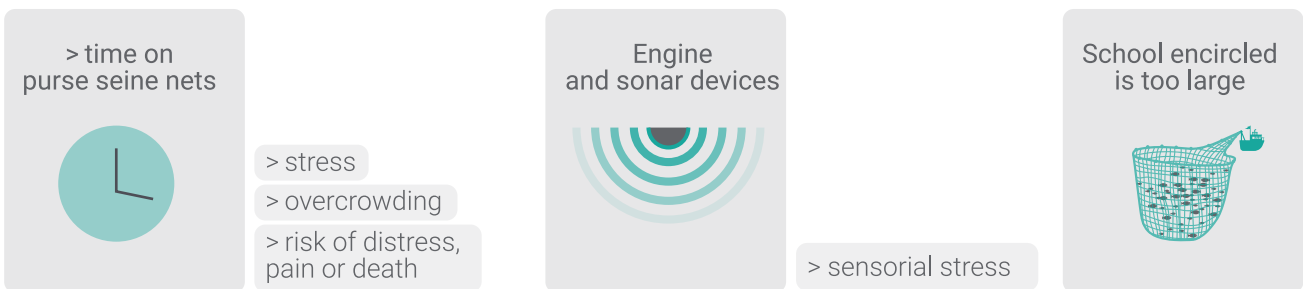 > time on
purse seine nets
> stress
> overcrowding
> risk of distress,
pain or death
Engine
and sonar devices
> sensorial stress
School encircled
is too large